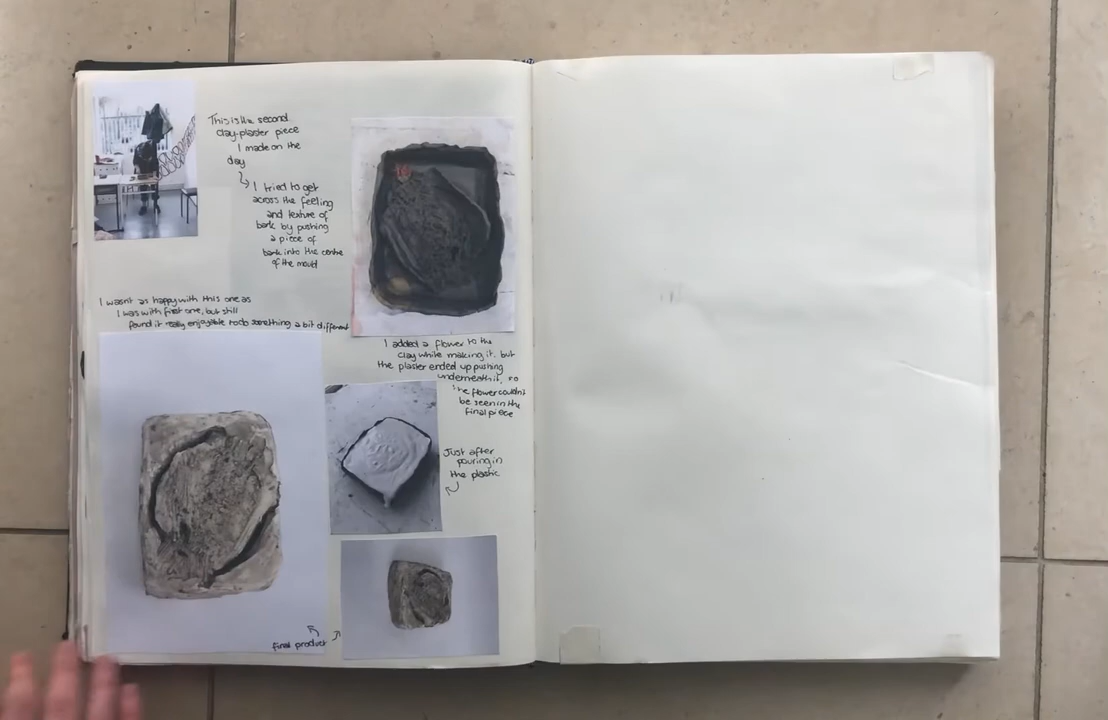 This is the second
clay-plaster piece
I made on the
day
I tried to get
across the feeling
and texture of
bark by pushing
a piece of
bark into the centre
of the mould
I wasn't as happy with this one as
I was with first one, but still
found it really enjoyable to do something a bit different
I added a flower to the
clay while making it. but
the plaster ended up pushing
underneath it, so
the flower couldn't
be seen in the
final piece
Just after
pouring in
the plastic
final product